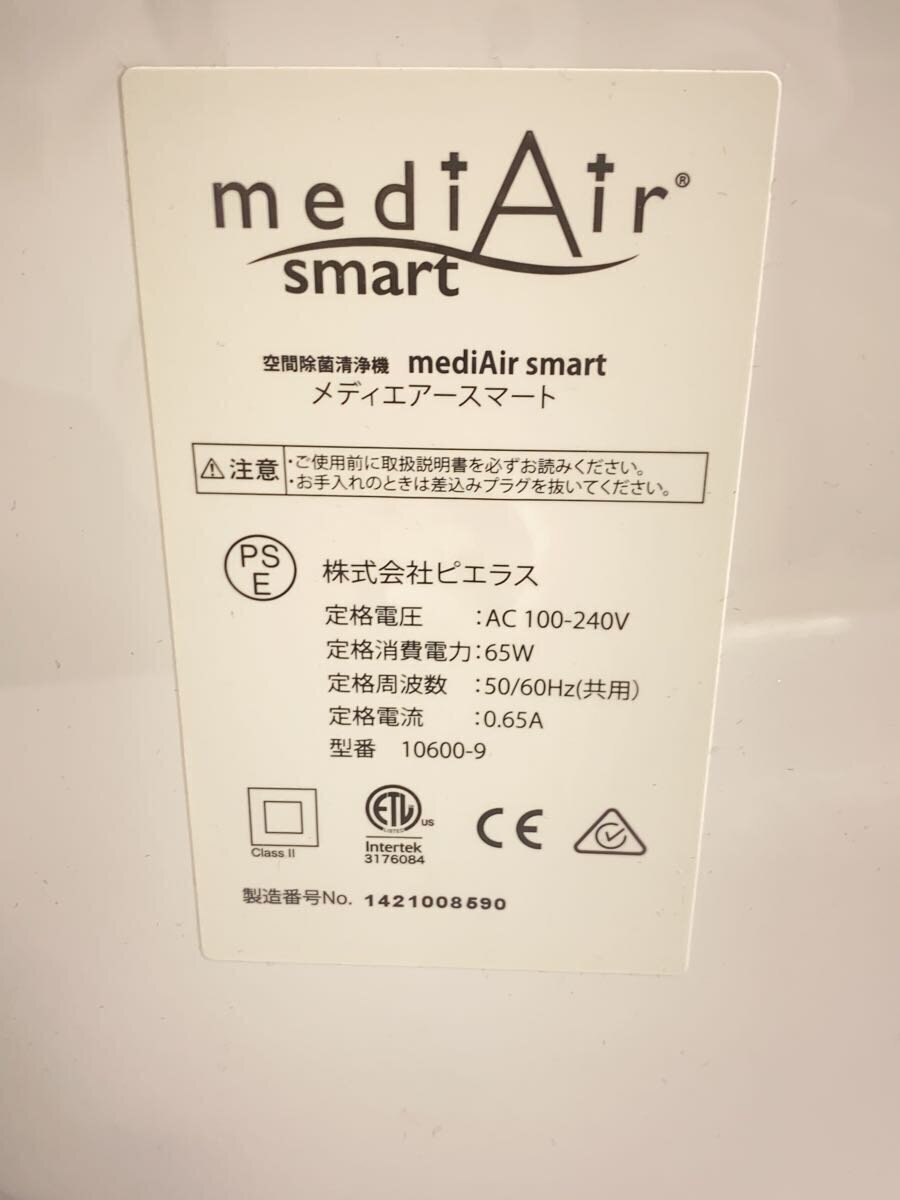 mediAir®
smart
空間除菌清浄機 mediAir smart
メディエアースマート
注意
・ご使用前に取扱説明書を必ずお読みください。
・お手入れのときは差込みプラグを抜いてください。
PS
E
株式会社ピエラス
定格電圧 :AC 100-240V
定格消費電力:65W
定格周波数 :50/60Hz(共用)
定格電流 :0.65A
型番 10600-9
Class II
ETL
LISTED
US
Intertek
3176084
CE
製造番号No. 1421008590